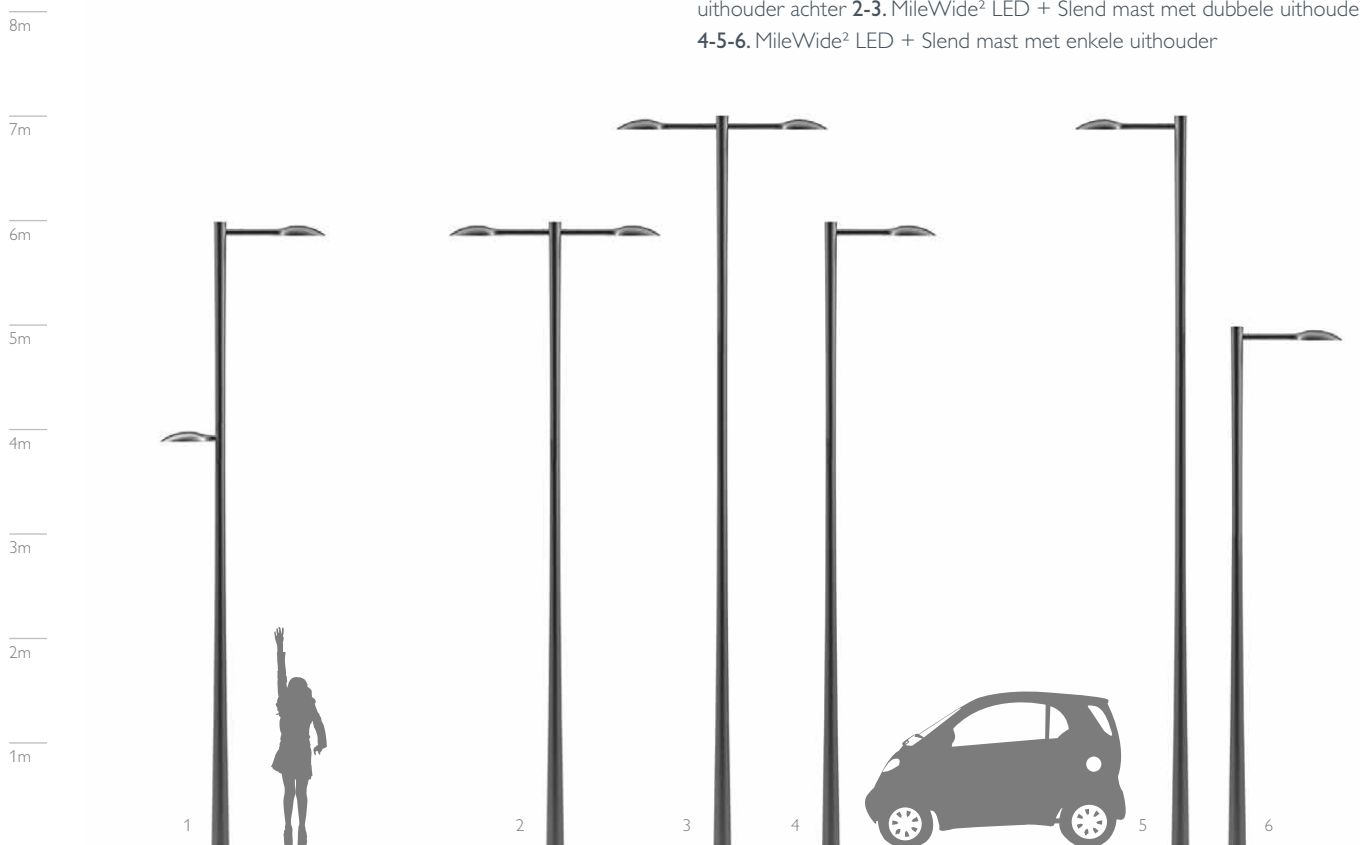 uithouder achter 2-3. MileWide² LED + Slend mast met dubbele uithoude
4-5-6. MileWide² LED + Slend mast met enkele uithouder
8m
7m
6m
5m
4m
3m
2m
1m
1
2
3
4
5
6